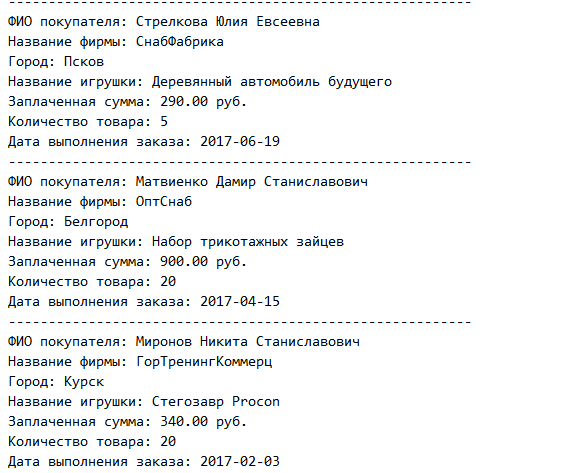 ----------------------------------------------------------
ФИО покупателя: Стрелкова Юлия Евсеевна
Название фирмы: СнабФабрика
Город: Псков
Название игрушки: Деревянный автомобиль будущего
Заплаченная сумма: 290.00 руб.
Количество товара: 5
Дата выполнения заказа: 2017-06-19
----------------------------------------------------------
ФИО покупателя: Матвиенко Дамир Станиславович
Название фирмы: ОптСнаб
Город: Белгород
Название игрушки: Набор трикотажных зайцев
Заплаченная сумма: 900.00 руб.
Количество товара: 20
Дата выполнения заказа: 2017-04-15
----------------------------------------------------------
ФИО покупателя: Миронов Никита Станиславович
Название фирмы: ГорТренингКоммерц
Город: Курск
Название игрушки: Стегозавр Procon
Заплаченная сумма: 340.00 руб.
Количество товара: 20
Дата выполнения заказа: 2017-02-03